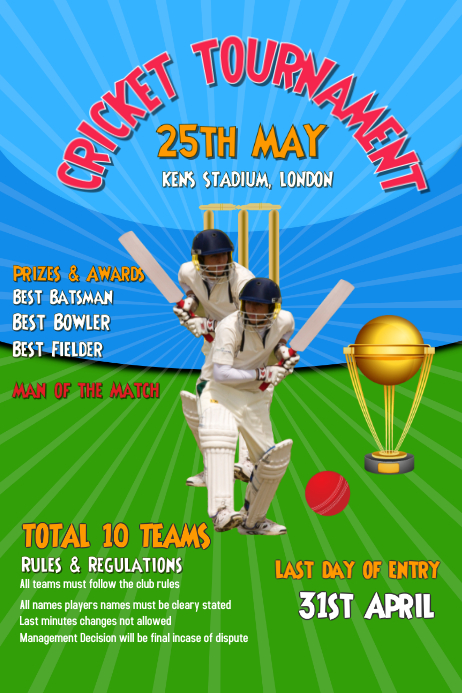 CRICKET TOURNAMENT
25TH MAY
KENS STADIUM, LONDON
PRIZES & AWARDS
BEST BATSMAN
BEST BOWLER
BEST FIELDER
MAN OF THE MATCH
TOTAL 10 TEAMS
RULES & REGULATIONS
All teams must follow the club rules
All names players names must be cleary stated
Last minutes changes not allowed
Management Decision will be final incase of dispute
LAST DAY OF ENTRY
31ST APRIL